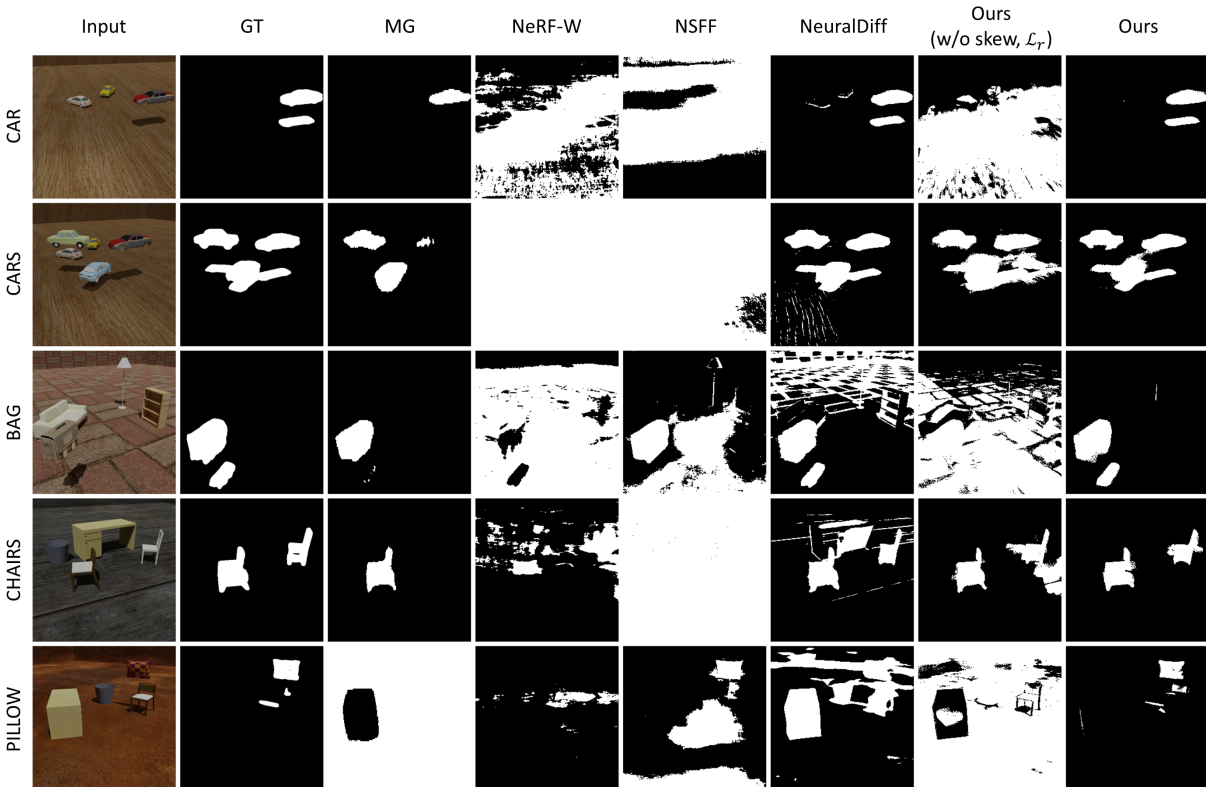 Input GT MG NeRF-W NSFF NeuralDiff Ours (w/o skew, ℒᵣ) Ours
CAR
CARS
BAG
CHAIRS
PILLOW